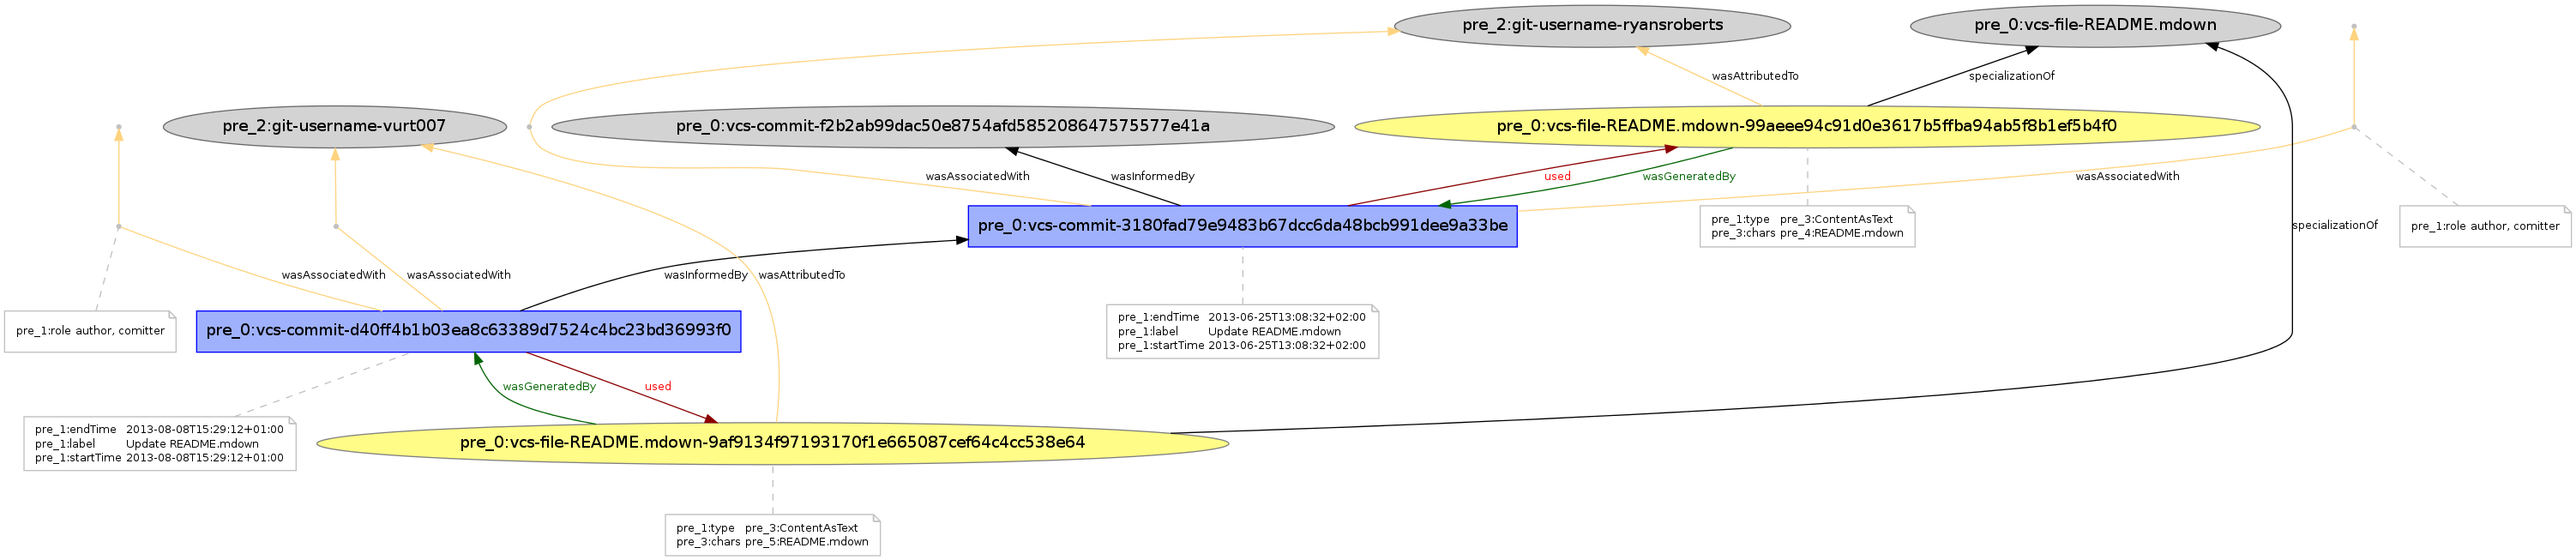 pre_2:git-username-ryansroberts
pre_0:vcs-file-README.mdown
wasAttributedTo
specializationOf
pre_2:git-username-vurt007
pre_0:vcs-commit-f2b2ab99dac50e8754afd585208647575577e41a
pre_0:vcs-file-README.mdown-99aeee94c91d0e3617b5ffba94ab5f8b1ef5b4f0
wasAssociatedWith
wasInformedBy
used
wasGeneratedBy
wasAssociatedWith
pre_0:vcs-commit-3180fad79e9483b67dcc6da48bcb991dee9a33be
pre_1:type pre_3:ContentAsText
pre_3:chars pre_4:README.mdown
specializationOf
pre_1:role author, comitter
wasAssociatedWith
wasAssociatedWith
wasInformedBy
wasAttributedTo
pre_1:role author, comitter
pre_0:vcs-commit-d40ff4b1b03ea8c63389d7524c4bc23bd36993f0
pre_1:endTime 2013-06-25T13:08:32+02:00
pre_1:label Update README.mdown
pre_1:startTime 2013-06-25T13:08:32+02:00
wasGeneratedBy
used
pre_1:endTime 2013-08-08T15:29:12+01:00
pre_1:label Update README.mdown
pre_1:startTime 2013-08-08T15:29:12+01:00
pre_0:vcs-file-README.mdown-9af9134f97193170f1e665087cef64c4cc538e64
pre_1:type pre_3:ContentAsText
pre_3:chars pre_5:README.mdown